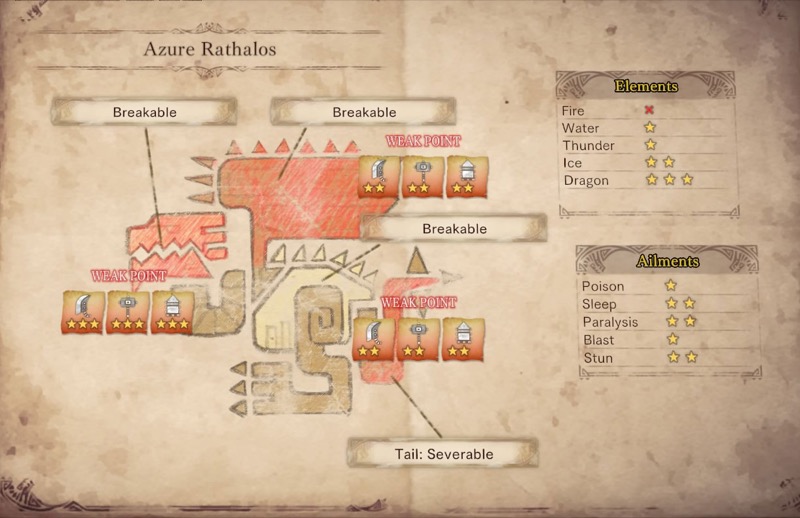 Azure Rathalos
Breakable
Breakable
WEAK POINT
Breakable
WEAK POINT
WEAK POINT
Tail: Severable
Elements
Fire
Water
Thunder
Ice
Dragon
Ailments
Poison
Sleep
Paralysis
Blast
Stun